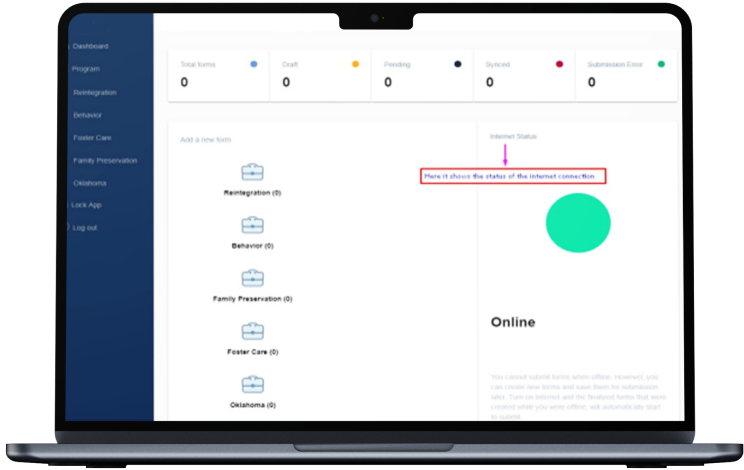 Dashboard
Program
Reintegration
Behavior
Foster Care
Family Preservation
Oklahoma
Lock App
Log out
Total forms
0
Draft
0
Pending
0
Synced
0
Submission Error
0
Add a new form
Reintegration (0)
Behavior (0)
Family Preservation (0)
Foster Care (0)
Oklahoma (0)
Internet Status
Here it shows the status of the internet connection
Online
You cannot submit forms when offline. However, you
can create new forms and save them for submission
later. Turn on Internet and the finalised forms that were
created while you were offline, will automatically start
to submit.